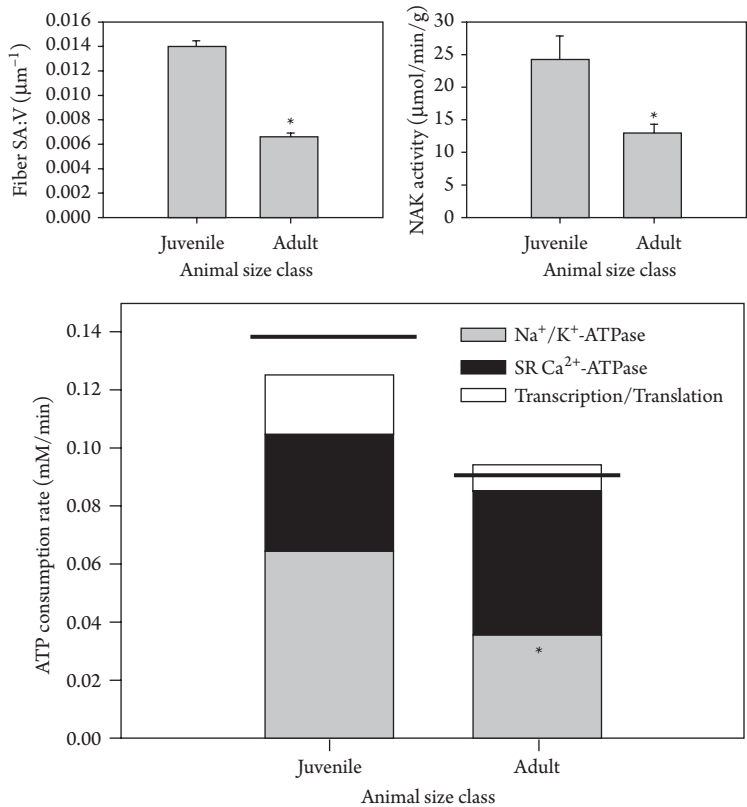 0.016
0.014
0.012
0.010
0.008
0.006
0.004
0.002
0.000
Fiber SA:V (μm⁻¹)
*
Juvenile Adult
Animal size class
30
25
20
15
10
15
0
NAK activity (μmol/min/g)
*
Juvenile Adult
Animal size class
0.14
0.12
0.10
0.08
0.06
0.04
0.02
0.00
ATP consumption rate (mM/min)
Na⁺/K⁺-ATPase
SR Ca²⁺-ATPase
Transcription/Translation
*
Juvenile Adult
Animal size class